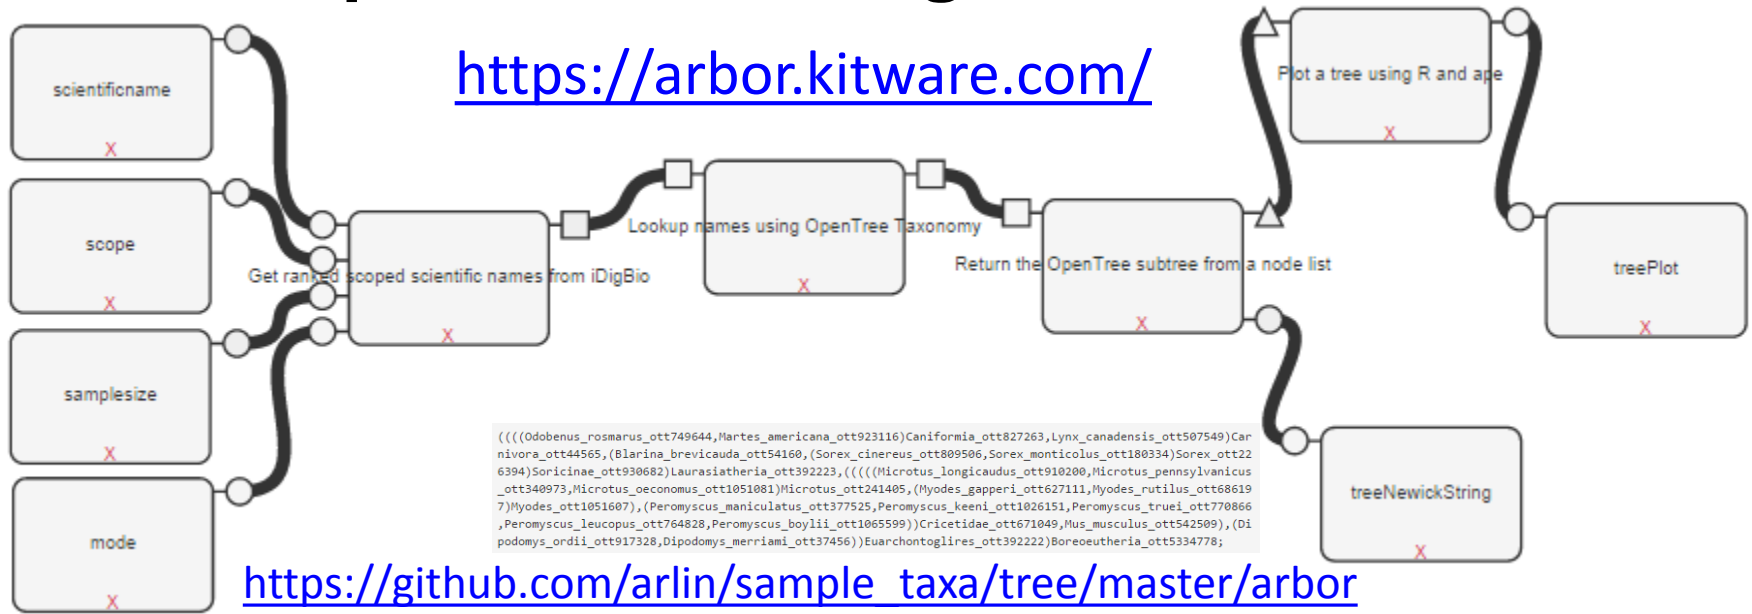 https://arbor.kitware.com/
scientificname
X
scope
X
samplesize
X
mode
X
Get ranked scoped scientific names from iDigBio
X
Lookup names using OpenTree Taxonomy
X
Return the OpenTree subtree from a node list
X
Plot a tree using R and ape
X
treePlot
X
treeNewickString
X
((((Odobenus_rosmarus_ott749644,Martes_americana_ott923116)Caniformia_ott827263,Lynx_canadensis_ott507549)Car
nivora_ott44565,(Blarina_brevicauda_ott54160,(Sorex_cinereus_ott809506,Sorex_monticolus_ott180334)Sorex_ott22
6394)Soricinae_ott930682)Laurasiatheria_ott392223,(((((Microtus_longicaudus_ott910200,Microtus_pennsylvanicus
_ott340973,Microtus_oeconomus_ott1051081)Microtus_ott241405,(Myodes_gapperi_ott627111,Myodes_rutilus_ott68619
7)Myodes_ott1051607),(Peromyscus_maniculatus_ott377525,Peromyscus_keeni_ott1026151,Peromyscus_truei_ott770866
,Peromyscus_leucopus_ott764828,Peromyscus_boylii_ott1065599))Cricetidae_ott671049,Mus_musculus_ott542509),(Di
podomys_ordii_ott917328,Dipodomys_merriami_ott37456))Euarchontoglires_ott392222)Boreoeutheria_ott5334778;
https://github.com/arlin/sample_taxa/tree/master/arbor